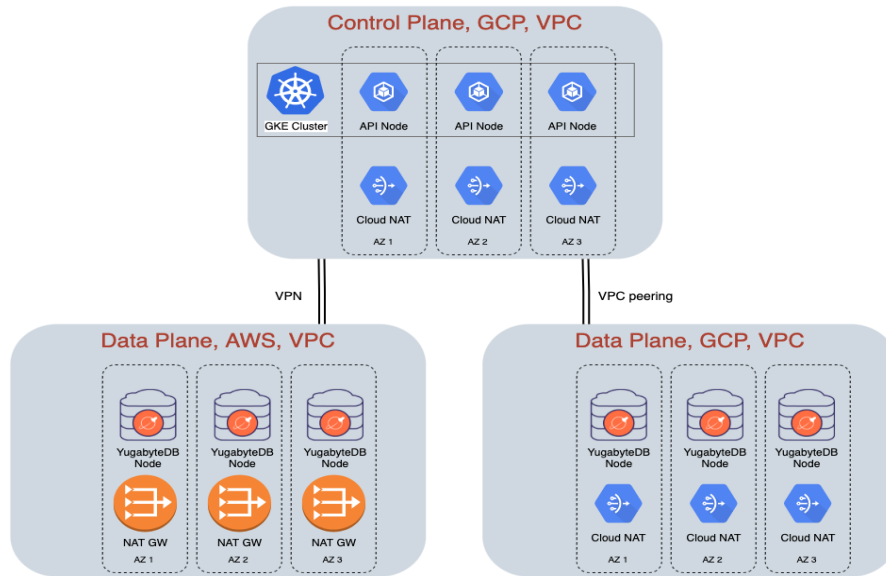 Control Plane, GCP, VPC
GKE Cluster
API Node
API Node
API Node
Cloud NAT
Cloud NAT
Cloud NAT
AZ 1
AZ 2
AZ 3
VPN
VPC peering
Data Plane, AWS, VPC
YugabyteDB
Node
YugabyteDB
Node
YugabyteDB
Node
NAT GW
NAT GW
NAT GW
AZ 1
AZ 2
AZ 3
Data Plane, GCP, VPC
YugabyteDB
Node
YugabyteDB
Node
YugabyteDB
Node
Cloud NAT
Cloud NAT
Cloud NAT
AZ 1
AZ 2
AZ 3